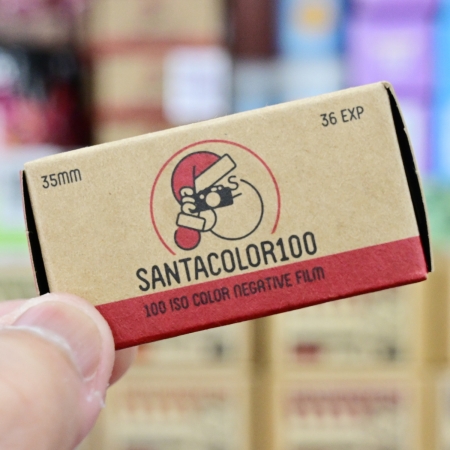 35MM
36 EXP
SANTACOLOR100
100 ISO COLOR NEGATIVE FILM